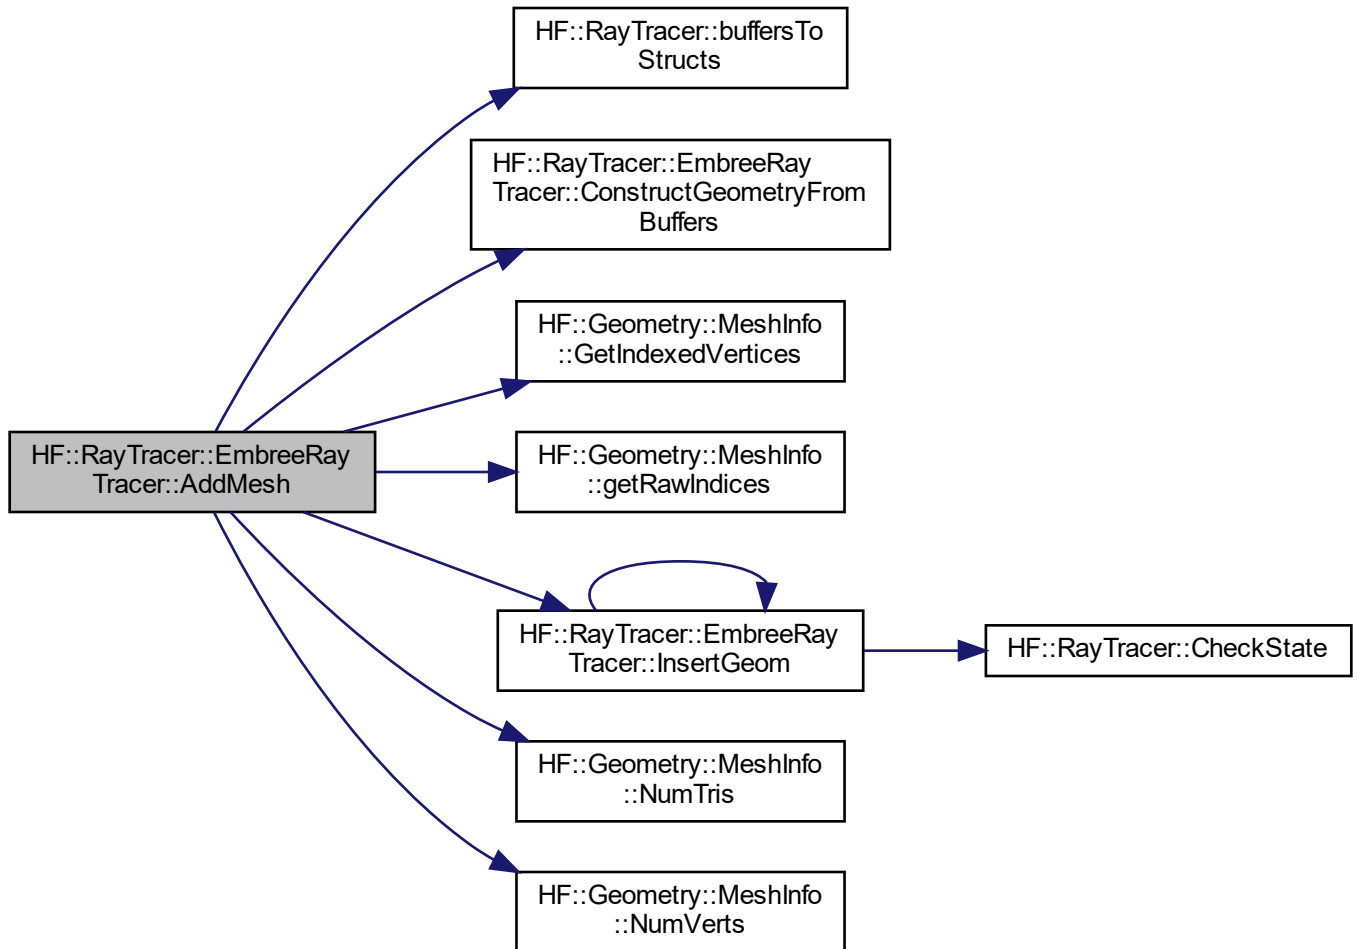 HF::RayTracer::buffersTo
Structs
HF::RayTracer::EmbreeRay
Tracer::ConstructGeometryFrom
Buffers
HF::Geometry::MeshInfo
::GetIndexedVertices
HF::RayTracer::EmbreeRay
Tracer::AddMesh
HF::Geometry::MeshInfo
::getRawIndices
HF::RayTracer::EmbreeRay
Tracer::InsertGeom
HF::RayTracer::CheckState
HF::Geometry::MeshInfo
::NumTris
HF::Geometry::MeshInfo
::NumVerts